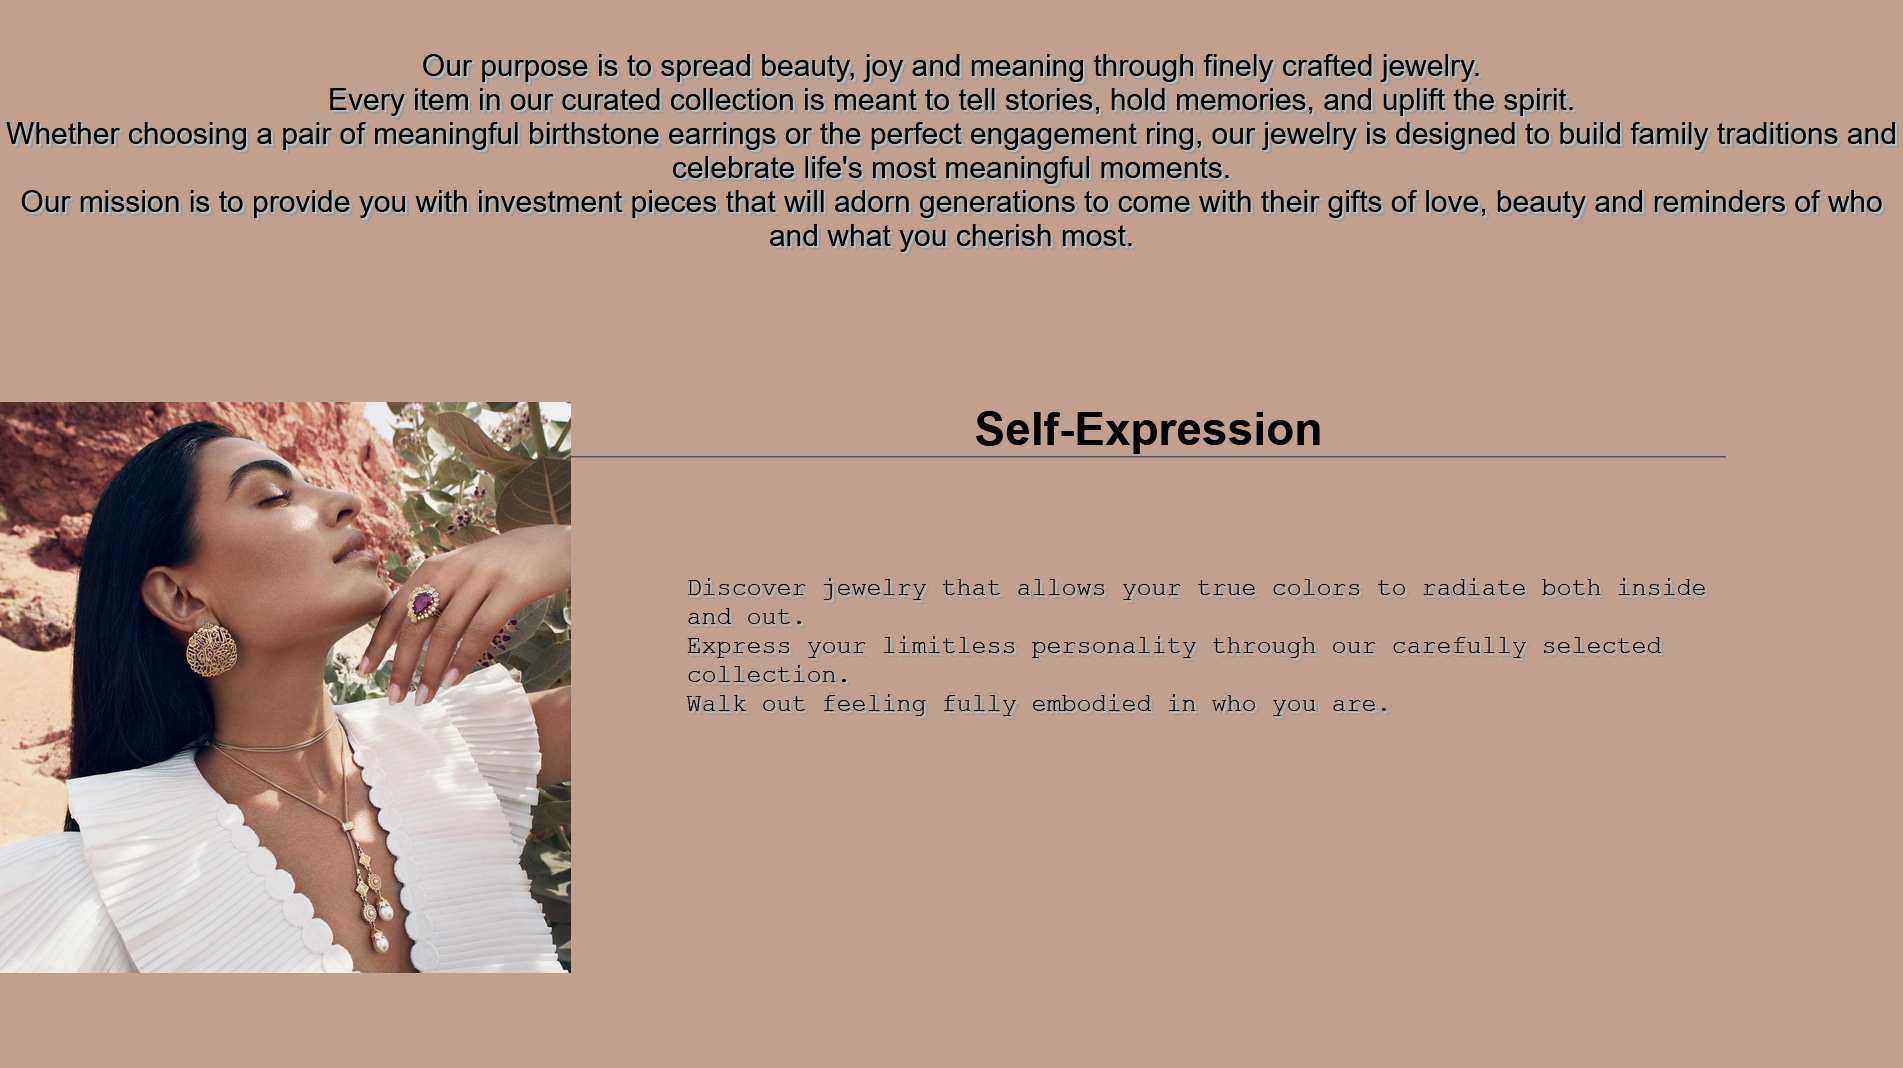 Our purpose is to spread beauty, joy and meaning through finely crafted jewelry.
Every item in our curated collection is meant to tell stories, hold memories, and uplift the spirit.
Whether choosing a pair of meaningful birthstone earrings or the perfect engagement ring, our jewelry is designed to build family traditions and
celebrate life's most meaningful moments.
Our mission is to provide you with investment pieces that will adorn generations to come with their gifts of love, beauty and reminders of who
and what you cherish most.
Self-Expression
Discover jewelry that allows your true colors to radiate both inside
and out.
Express your limitless personality through our carefully selected
collection.
Walk out feeling fully embodied in who you are.